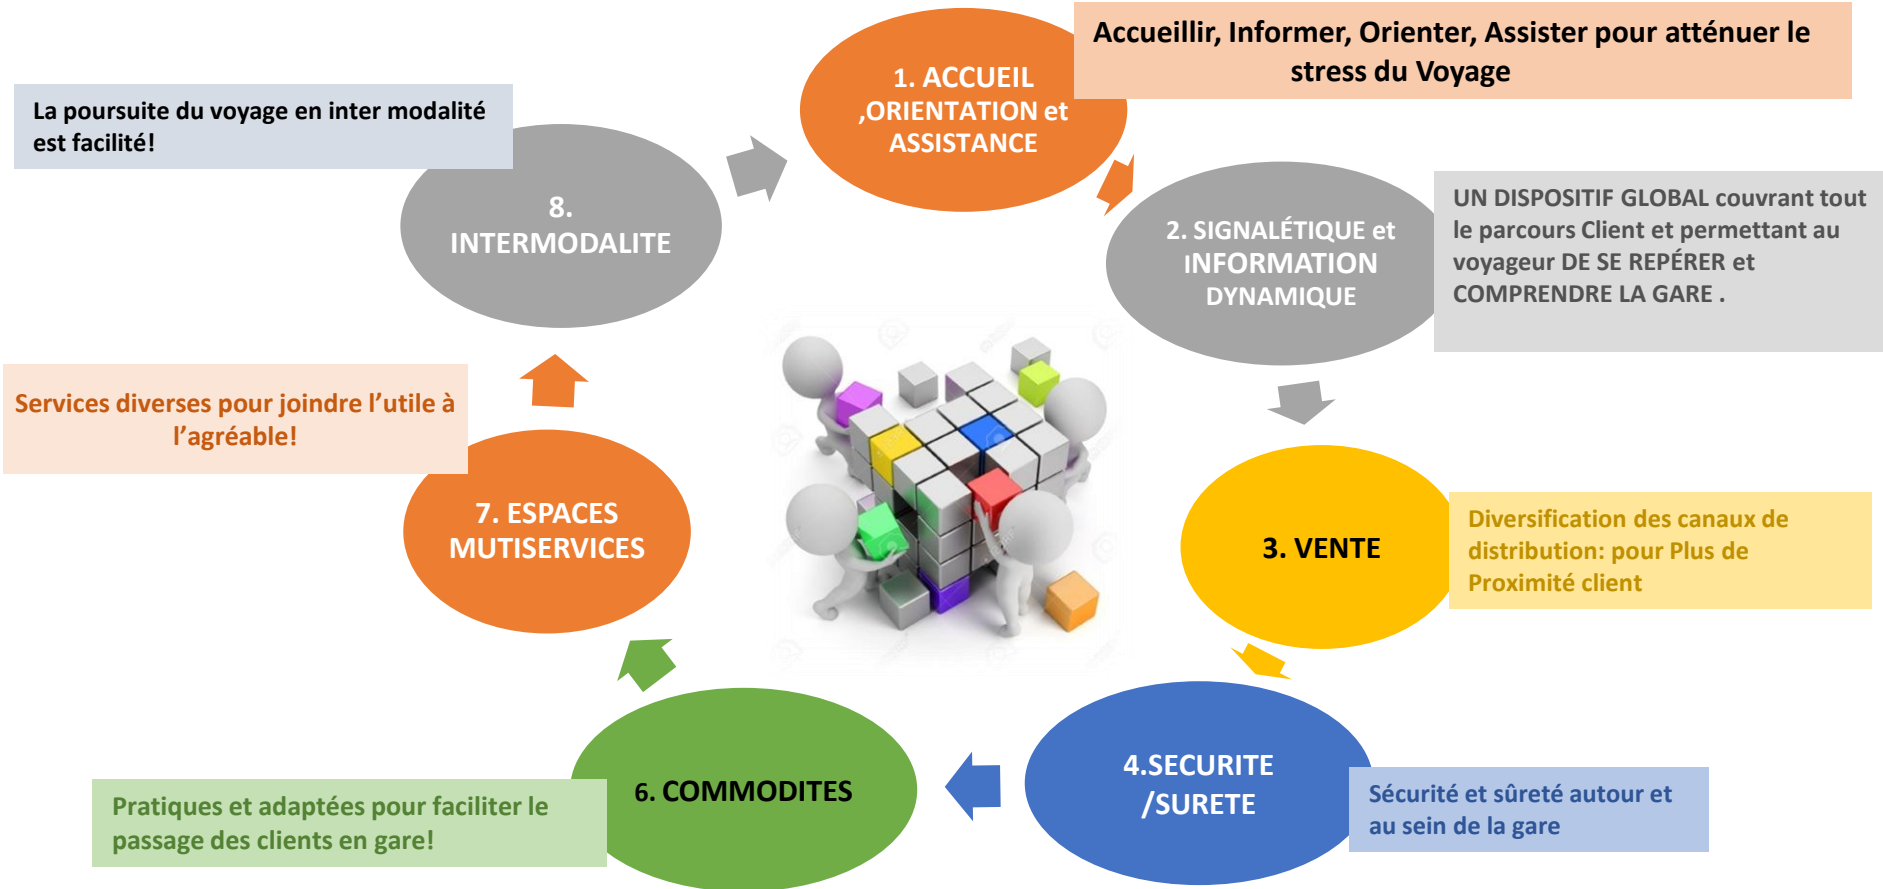 Accueillir, Informer, Orienter, Assister pour atténuer le
stress du Voyage
1. ACCUEIL
,ORIENTATION et
ASSISTANCE
La poursuite du voyage en inter modalité
est facilité!
8.
INTERMODALITE
2. SIGNALÉTIQUE et
INFORMATION
DYNAMIQUE
UN DISPOSITIF GLOBAL couvrant tout
le parcours Client et permettant au
voyageur DE SE REPÉRER et
COMPRENDRE LA GARE .
Services diverses pour joindre l’utile à
l’agréable!
7. ESPACES
MUTISERVICES
3. VENTE
Diversification des canaux de
distribution: pour Plus de
Proximité client
4.SECURITE
/SURETE
Sécurité et sûreté autour et
au sein de la gare
6. COMMODITES
Pratiques et adaptées pour faciliter le
passage des clients en gare!